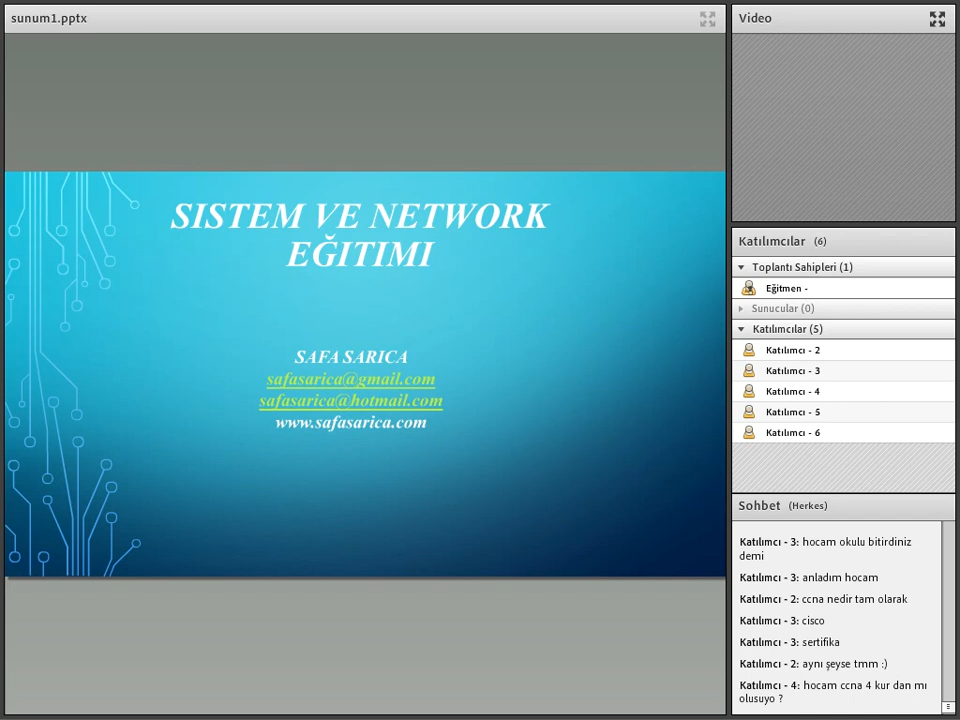 sunum1.pptx
SISTEM VE NETWORK
EĞITIMI
SAFA SARICA
safasarica@gmail.com
safasarica@hotmail.com
www.safasarica.com
Video
Katılımcılar (6)
Toplantı Sahipleri (1)
Eğitmen -
Sunucular (0)
Katılımcılar (5)
Katılımcı - 2
Katılımcı - 3
Katılımcı - 4
Katılımcı - 5
Katılımcı - 6
Sohbet (Herkes)
Katılımcı - 3: hocam okulu bitirdiniz
demi
Katılımcı - 3: anladım hocam
Katılımcı - 2: ccna nedir tam olarak
Katılımcı - 3: cisco
Katılımcı - 3: sertifika
Katılımcı - 2: aynı şeyse tmm :)
Katılımcı - 4: hocam ccna 4 kur dan mı
olusuyo ?